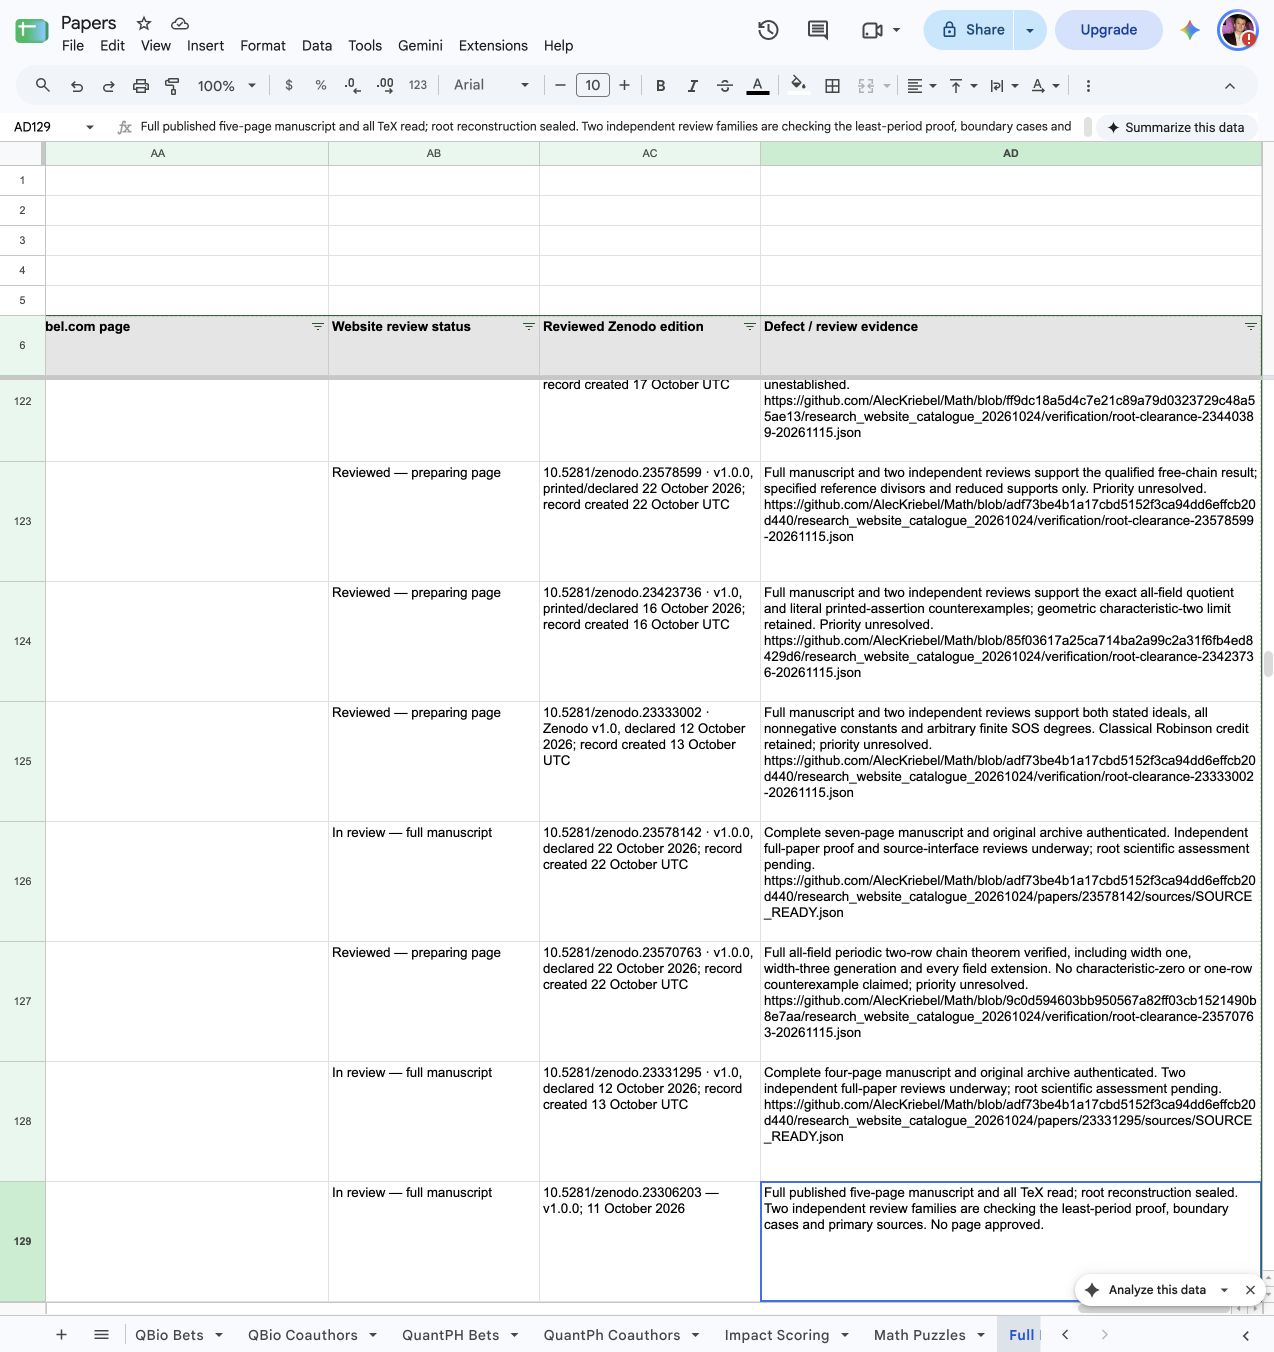 Papers
File Edit View Insert Format Data Tools Gemini Extensions Help
Share
Upgrade
100%
$ % .0 .00 123
Arial
10
B I A
AD129
fx Full published five-page manuscript and all TeX read; root reconstruction sealed. Two independent review families are checking the least-period proof, boundary cases and
Summarize this data
AA AB AC AD
1
2
3
4
5
6
bel.com page
Website review status
Reviewed Zenodo edition
Defect / review evidence
122
record created 17 October UTC
unestablished.
https://github.com/AlecKriebel/Math/blob/ff9dc18a5d4c7e21c89a79d0323729c48a5
5ae13/research_website_catalogue_20261024/verification/root-clearance-2344038
9-20261115.json
123
Reviewed — preparing page
10.5281/zenodo.23578599 · v1.0.0,
printed/declared 22 October 2026;
record created 22 October UTC
Full manuscript and two independent reviews support the qualified free-chain result;
specified reference divisors and reduced supports only. Priority unresolved.
https://github.com/AlecKriebel/Math/blob/adf73be4b1a17cbd5152f3ca94dd6effcb20
d440/research_website_catalogue_20261024/verification/root-clearance-23578599
-20261115.json
124
Reviewed — preparing page
10.5281/zenodo.23423736 · v1.0,
printed/declared 16 October 2026;
record created 16 October UTC
Full manuscript and two independent reviews support the exact all-field quotient
and literal printed-assertion counterexamples; geometric characteristic-two limit
retained. Priority unresolved.
https://github.com/AlecKriebel/Math/blob/85f03617a25ca714ba2a99c2a31f6fb4ed8
429d6/research_website_catalogue_20261024/verification/root-clearance-2342373
6-20261115.json
125
Reviewed — preparing page
10.5281/zenodo.23333002 ·
Zenodo v1.0, declared 12 October
2026; record created 13 October
UTC
Full manuscript and two independent reviews support both stated ideals, all
nonnegative constants and arbitrary finite SOS degrees. Classical Robinson credit
retained; priority unresolved.
https://github.com/AlecKriebel/Math/blob/adf73be4b1a17cbd5152f3ca94dd6effcb20
d440/research_website_catalogue_20261024/verification/root-clearance-23333002
-20261115.json
126
In review — full manuscript
10.5281/zenodo.23578142 · v1.0.0,
declared 22 October 2026; record
created 22 October UTC
Complete seven-page manuscript and original archive authenticated. Independent
full-paper proof and source-interface reviews underway; root scientific assessment
pending.
https://github.com/AlecKriebel/Math/blob/adf73be4b1a17cbd5152f3ca94dd6effcb20
d440/research_website_catalogue_20261024/papers/23578142/sources/SOURCE
_READY.json
127
Reviewed — preparing page
10.5281/zenodo.23570763 · v1.0.0,
declared 22 October 2026; record
created 22 October UTC
Full all-field periodic two-row chain theorem verified, including width one,
width-three generation and every field extension. No characteristic-zero or one-row
counterexample claimed; priority unresolved.
https://github.com/AlecKriebel/Math/blob/9c0d594603bb950567a82ff03cb1521490b
8e7aa/research_website_catalogue_20261024/verification/root-clearance-2357076
3-20261115.json
128
In review — full manuscript
10.5281/zenodo.23331295 · v1.0,
declared 12 October 2026; record
created 13 October UTC
Complete four-page manuscript and original archive authenticated. Two
independent full-paper reviews underway; root scientific assessment pending.
https://github.com/AlecKriebel/Math/blob/adf73be4b1a17cbd5152f3ca94dd6effcb20
d440/research_website_catalogue_20261024/papers/23331295/sources/SOURCE
_READY.json
129
In review — full manuscript
10.5281/zenodo.23306203 —
v1.0.0; 11 October 2026
Full published five-page manuscript and all TeX read; root reconstruction sealed.
Two independent review families are checking the least-period proof, boundary
cases and primary sources. No page approved.
Analyze this data
QBio Bets QBio Coauthors QuantPH Bets QuantPh Coauthors Impact Scoring Math Puzzles Full